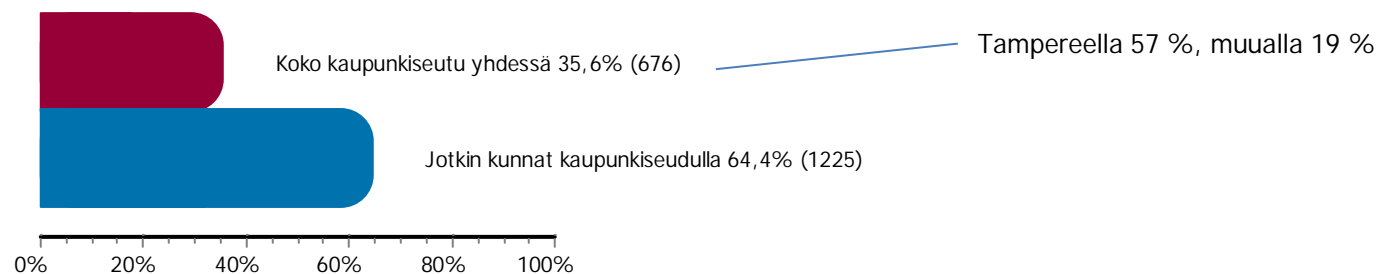 Tampereella 57 %, muualla 19 %
Koko kaupunkiseutu yhdessä 35,6% (676)
Jotkin kunnat kaupunkiseudulla 64,4% (1225)
0% 20% 40% 60% 80% 100%